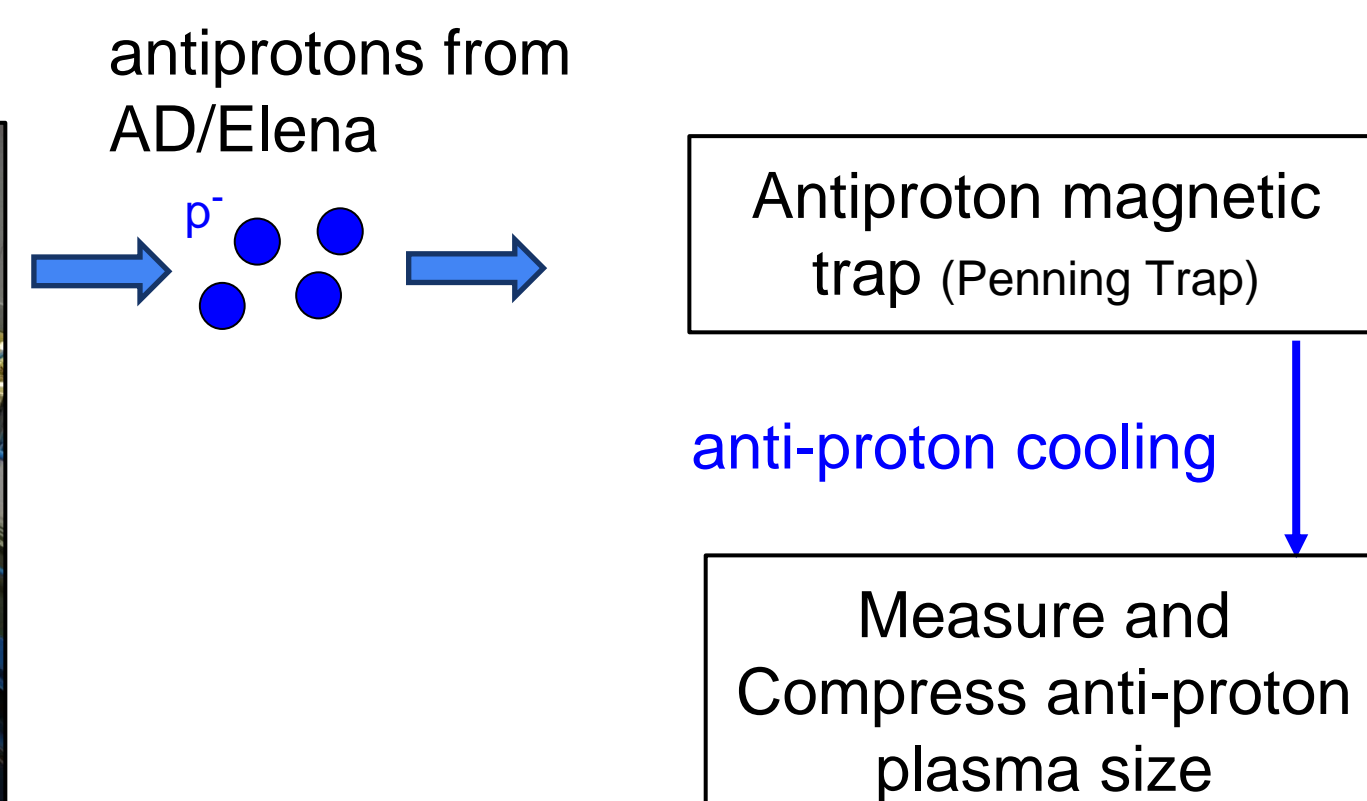 antiprotons from
AD/Elena
p-
Antiproton magnetic
trap (Penning Trap)
anti-proton cooling
Measure and
Compress anti-proton
plasma size